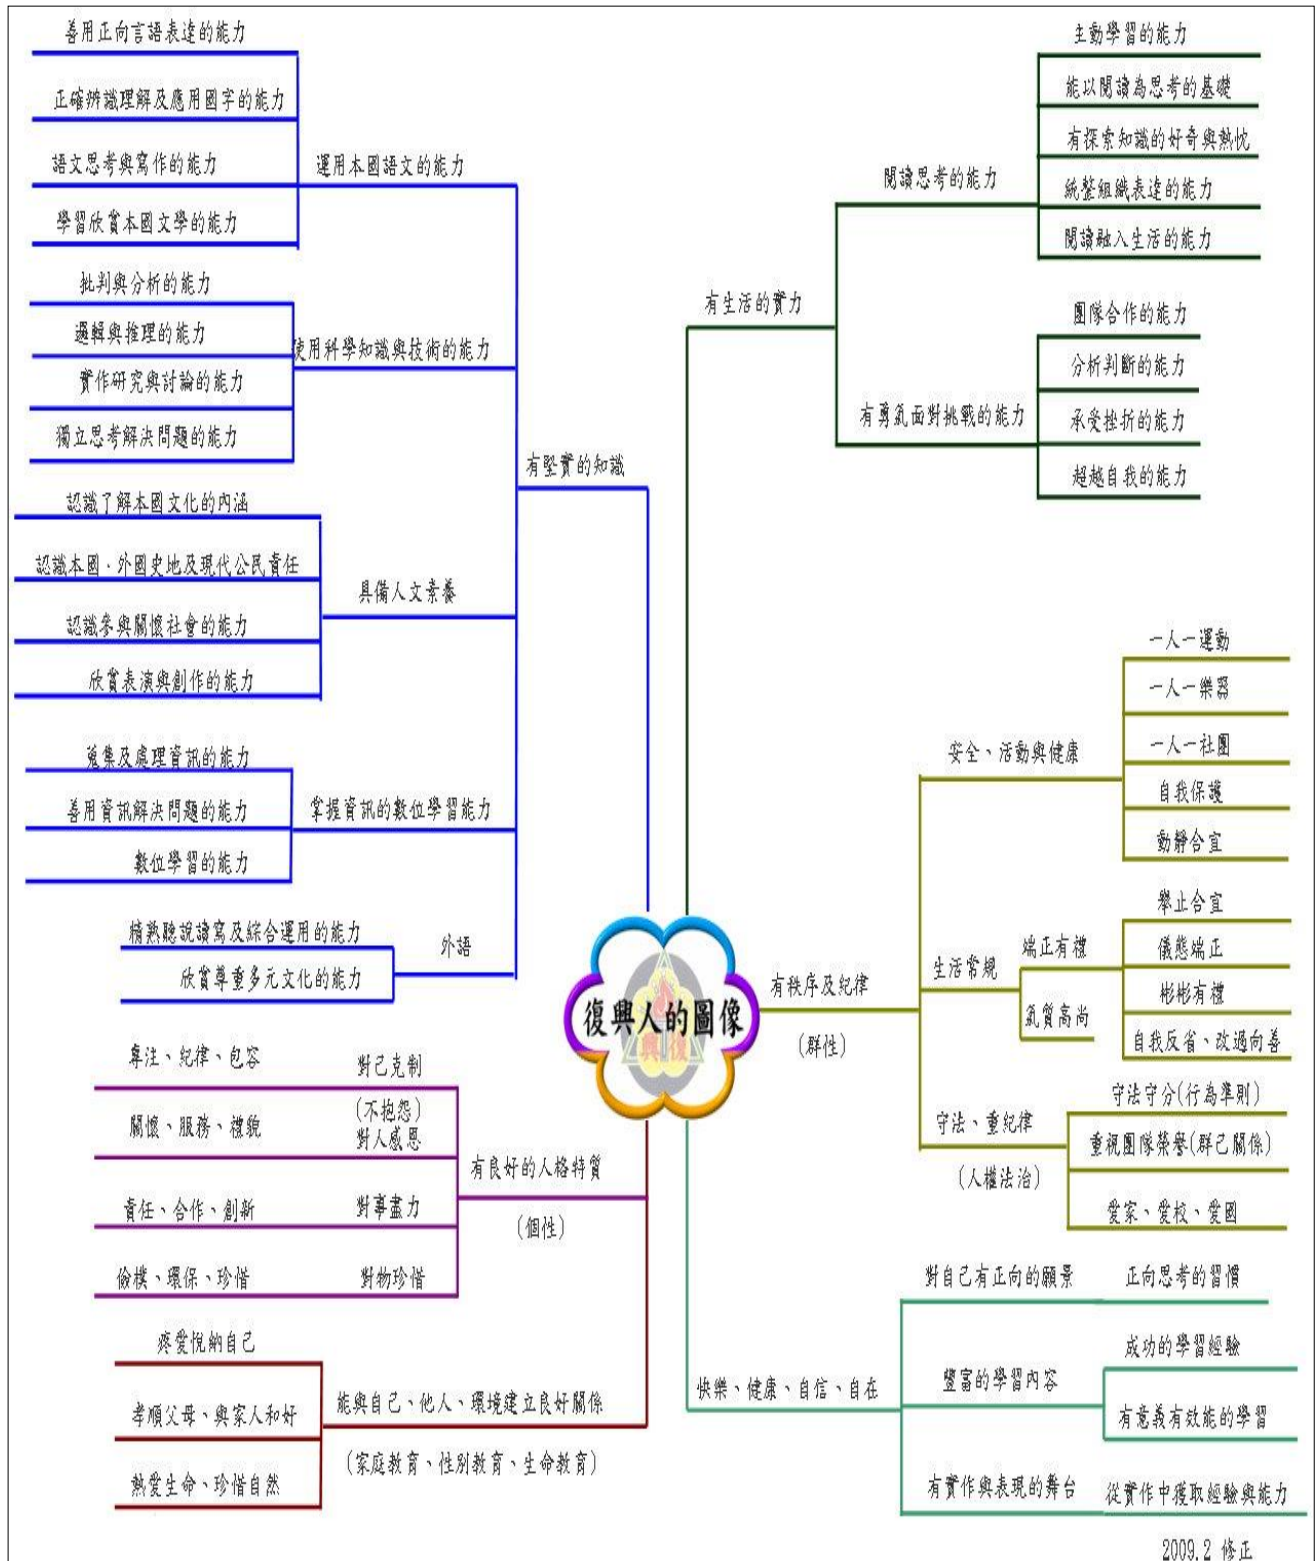 善用正向言語表達的能力
正確辨識理解及應用國字的能力
語文思考與寫作的能力
學習欣賞本國文學的能力
運用本國語文的能力
批判與分析的能力
邏輯與推理的能力
實作研究與討論的能力
獨立思考解決問題的能力
使用科學知識與技術的能力
有堅實的知識
認識了解本國文化的內涵
認識本國．外國史地及現代公民責任
認識參與關懷社會的能力
欣賞表演與創作的能力
具備人文素養
蒐集及處理資訊的能力
善用資訊解決問題的能力
數位學習的能力
掌握資訊的數位學習能力
精熟聽說讀寫及綜合運用的能力
欣賞尊重多元文化的能力
外語
主動學習的能力
能以閱讀為思考的基礎
有探索知識的好奇與熱忱
統整組織表達的能力
閱讀融入生活的能力
閱讀思考的能力
有生活的實力
團隊合作的能力
分析判斷的能力
承受挫折的能力
超越自我的能力
有勇氣面對挑戰的能力
一人一運動
一人一樂器
一人一社團
自我保護
動靜合宜
安全、活動與健康
舉止合宜
儀態端正
彬彬有禮
自我反省、改過向善
端正有禮
氣質高尚
生活常規
有秩序及紀律
(群性)
守法守分(行為準則)
重視團隊榮譽(群己關係)
愛家、愛校、愛國
守法、重紀律
(人權法治)
復興人的圖像
興復
專注、紀律、包容
對己克制
(不抱怨)
關懷、服務、禮貌
對人感恩
責任、合作、創新
對事盡力
儉樸、環保、珍惜
對物珍惜
有良好的人格特質
(個性)
疼愛悅納自己
孝順父母、與家人和好
熱愛生命、珍惜自然
能與自己、他人、環境建立良好關係
(家庭教育、性別教育、生命教育)
對自己有正向的願景
正向思考的習慣
豐富的學習內容
成功的學習經驗
有意義有效能的學習
快樂、健康、自信、自在
有實作與表現的舞台
從實作中獲取經驗與能力
2009.2 修正